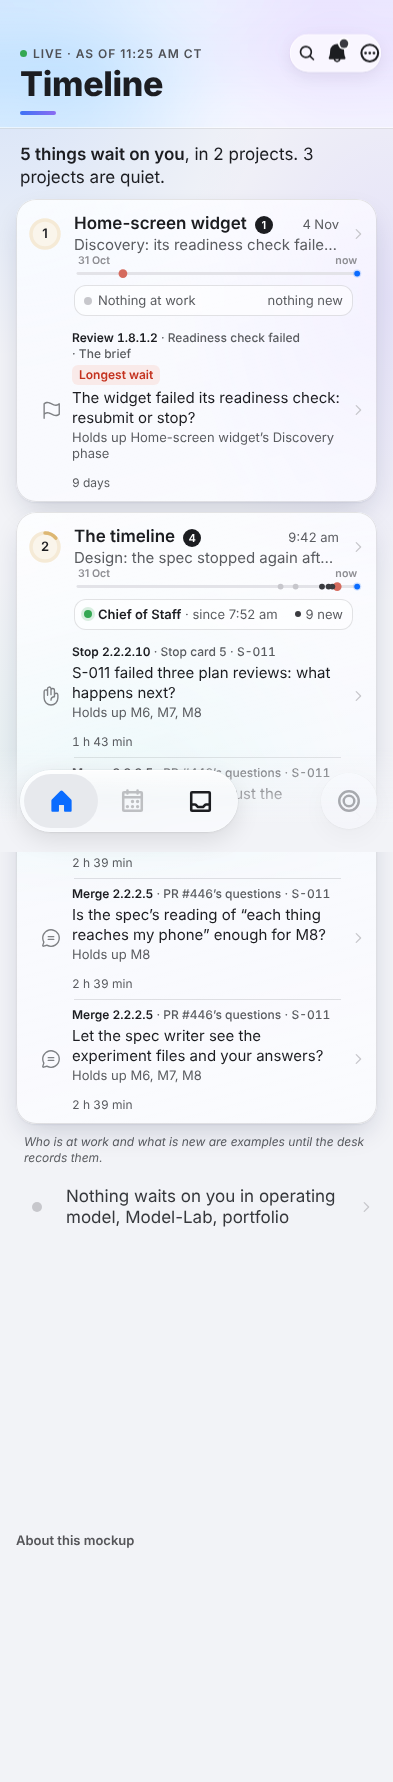 LIVE · AS OF 11:25 AM CT
Timeline
5 things wait on you, in 2 projects. 3
projects are quiet.
1
Home-screen widget 1 4 Nov
Discovery: its readiness check faile...
31 Oct now
Nothing at work nothing new
Review 1.8.1.2 · Readiness check failed
· The brief
Longest wait
The widget failed its readiness check:
resubmit or stop?
Holds up Home-screen widget’s Discovery
phase
9 days
2
The timeline 4 9:42 am
Design: the spec stopped again aft...
31 Oct now
Chief of Staff · since 7:52 am 9 new
Stop 2.2.2.10 · Stop card 5 · S-011
S-011 failed three plan reviews: what
happens next?
Holds up M6, M7, M8
1 h 43 min
questions · S-011
ust the
2 h 39 min
Merge 2.2.2.5 · PR #446’s questions · S-011
Is the spec’s reading of “each thing
reaches my phone” enough for M8?
Holds up M8
2 h 39 min
Merge 2.2.2.5 · PR #446’s questions · S-011
Let the spec writer see the
experiment files and your answers?
Holds up M6, M7, M8
2 h 39 min
Who is at work and what is new are examples until the desk
records them.
Nothing waits on you in operating
model, Model-Lab, portfolio
About this mockup